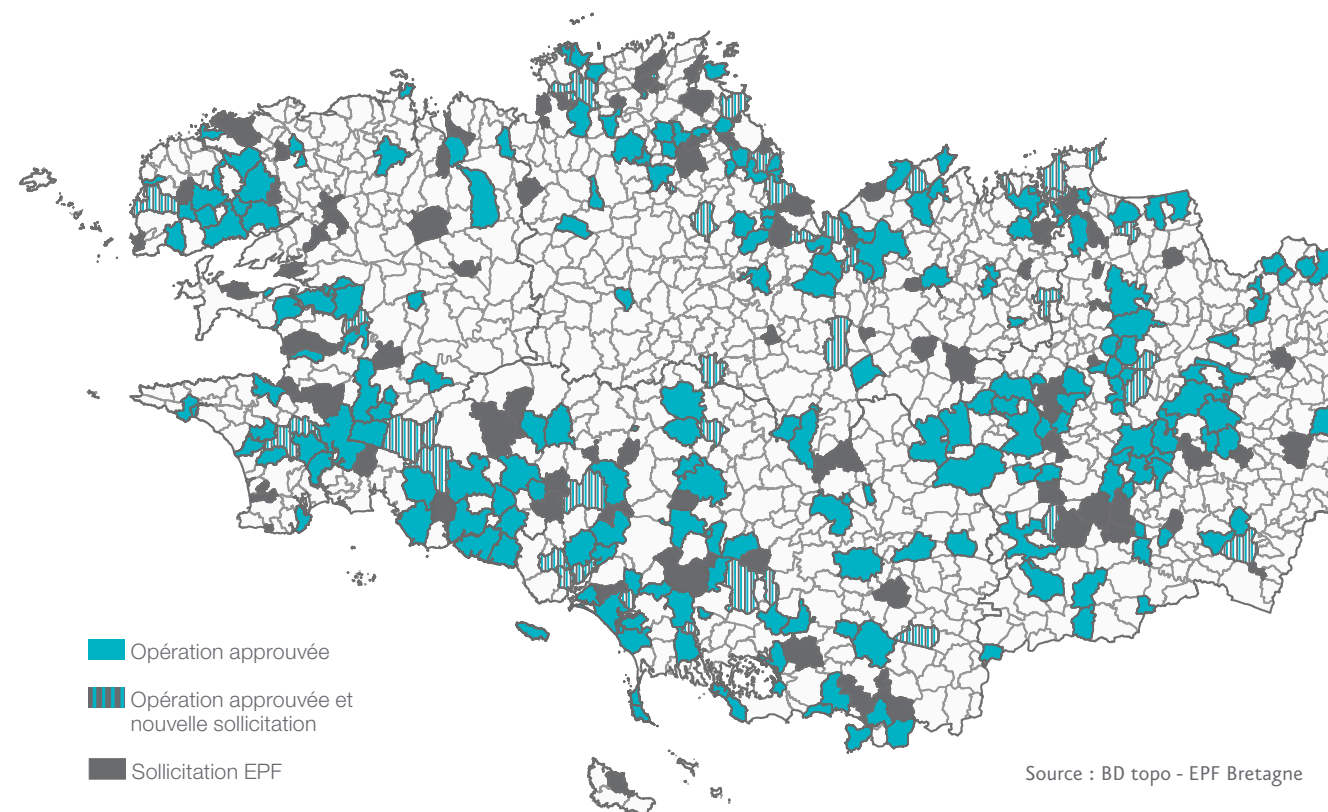 Opération approuvée
Opération approuvée et
nouvelle sollicitation
Sollicitation EPF
Source : BD topo - EPF Bretagne